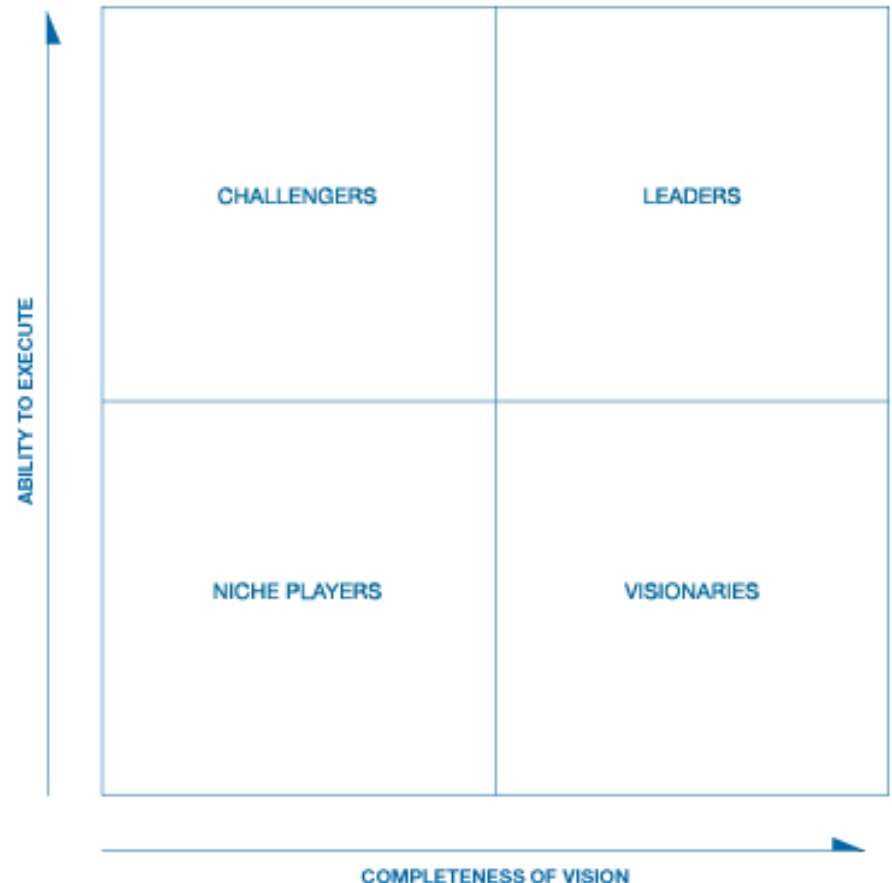 CHALLENGERS
LEADERS
ABILITY TO EXECUTE
NICHE PLAYERS
VISIONARIES
COMPLETENESS OF VISION